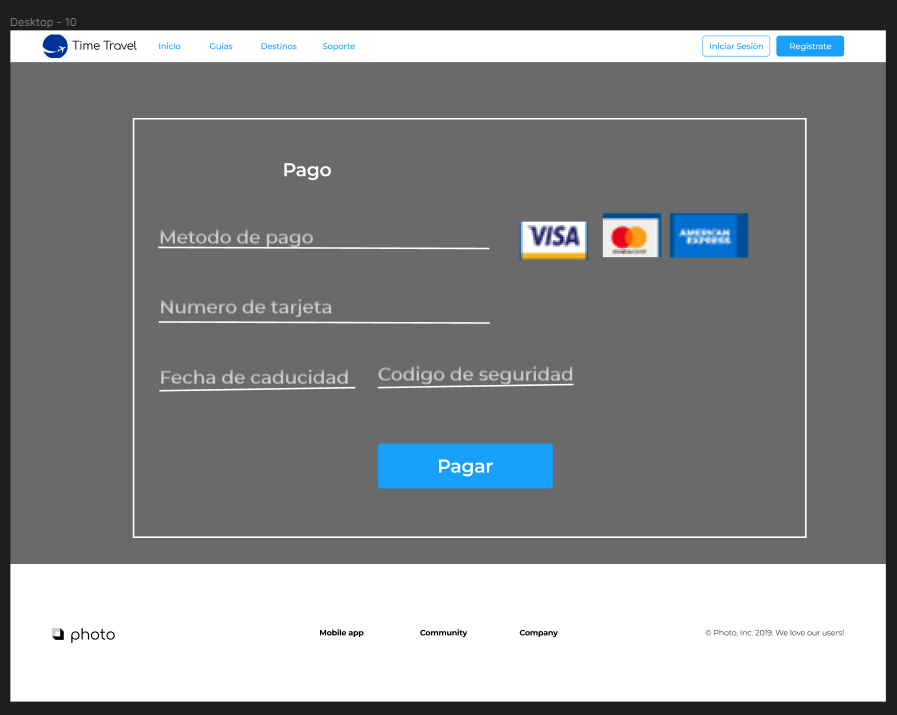 Desktop - 10
Time Travel Inicio Guias Destinos Soporte Iniciar Sesión Registrate
Pago
Metodo de pago
VISA
mastercard
AMERICAN
EXPRESS
Numero de tarjeta
Fecha de caducidad Codigo de seguridad
Pagar
photo Mobile app Community Company © Photo, Inc. 2019. We love our users!